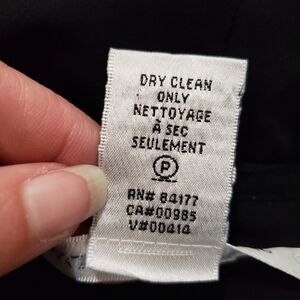 DRY CLEAN
ONLY
NETTOYAGE
À SEC
SEULEMENT
P
RN# 84177
CA#00985
V#00414